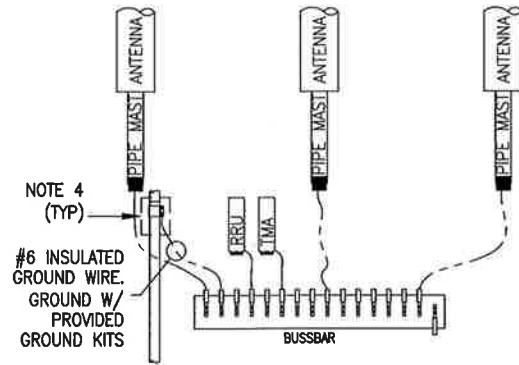 ANTENNA
ANTENNA
ANTENNA
PIPE MAST
PIPE MAST
PIPE MAST
NOTE 4
(TYP)
RRU
TMA
#6 INSULATED
GROUND WIRE.
GROUND W/
PROVIDED
GROUND KITS
BUSSBAR